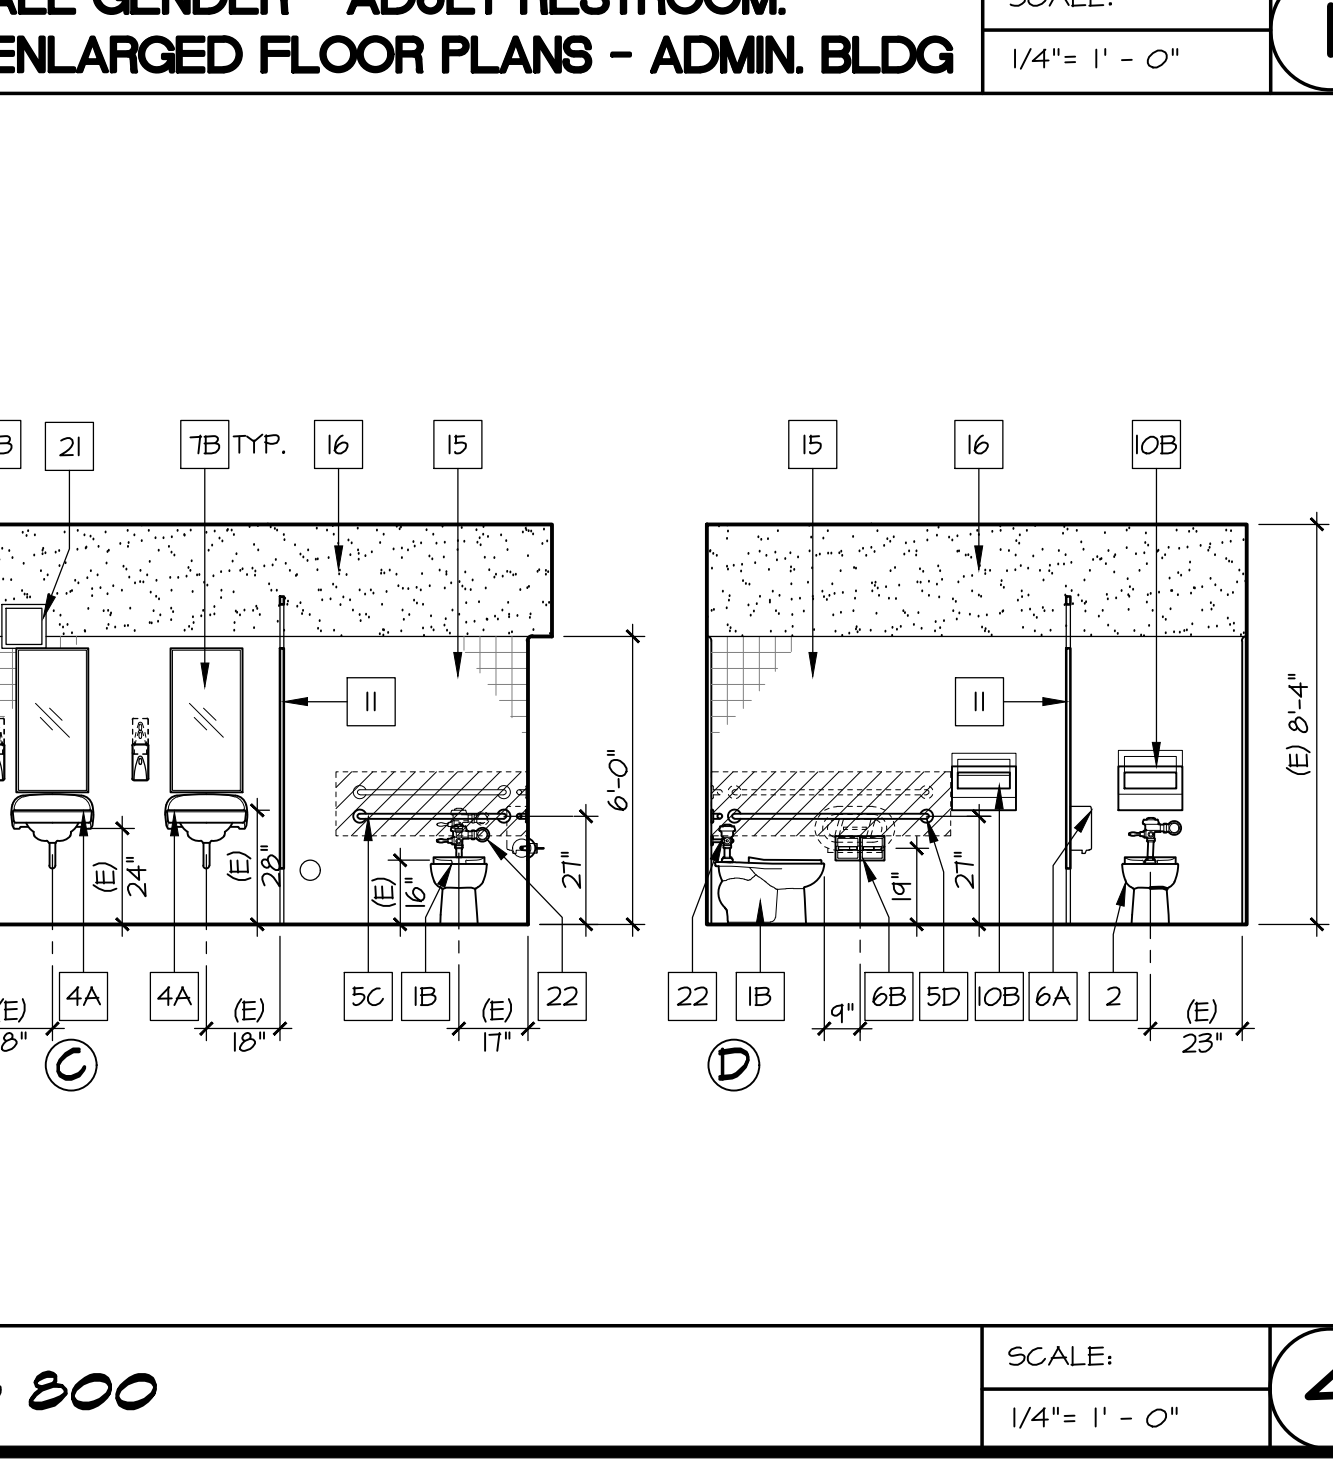 SCALE:
ENLARGED FLOOR PLANS - ADMIN. BLDG
1/4"= 1' - 0"
21
7B TYP.
16
15
15
16
10B
11
11
6'-0"
(E) 8'-4"
(E) 24"
(E) 28"
(E) 16"
27"
19"
27"
4A
4A
5C
1B
22
22
1B
6B
5D
10B
6A
2
(E) 18"
(E) 17"
9"
(E) 23"
C
D
800
SCALE:
1/4"= 1' - 0"